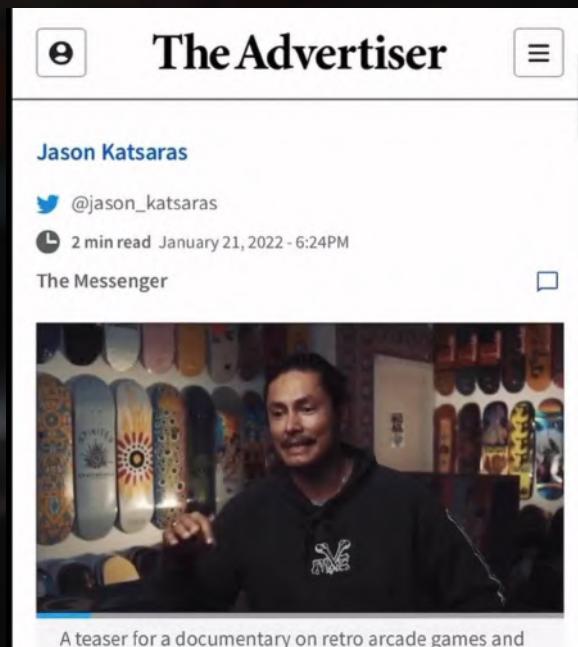 The Advertiser
Jason Katsaras
@jason_katsaras
2 min read January 21, 2022 - 6:24PM
The Messenger
A teaser for a documentary on retro arcade games and